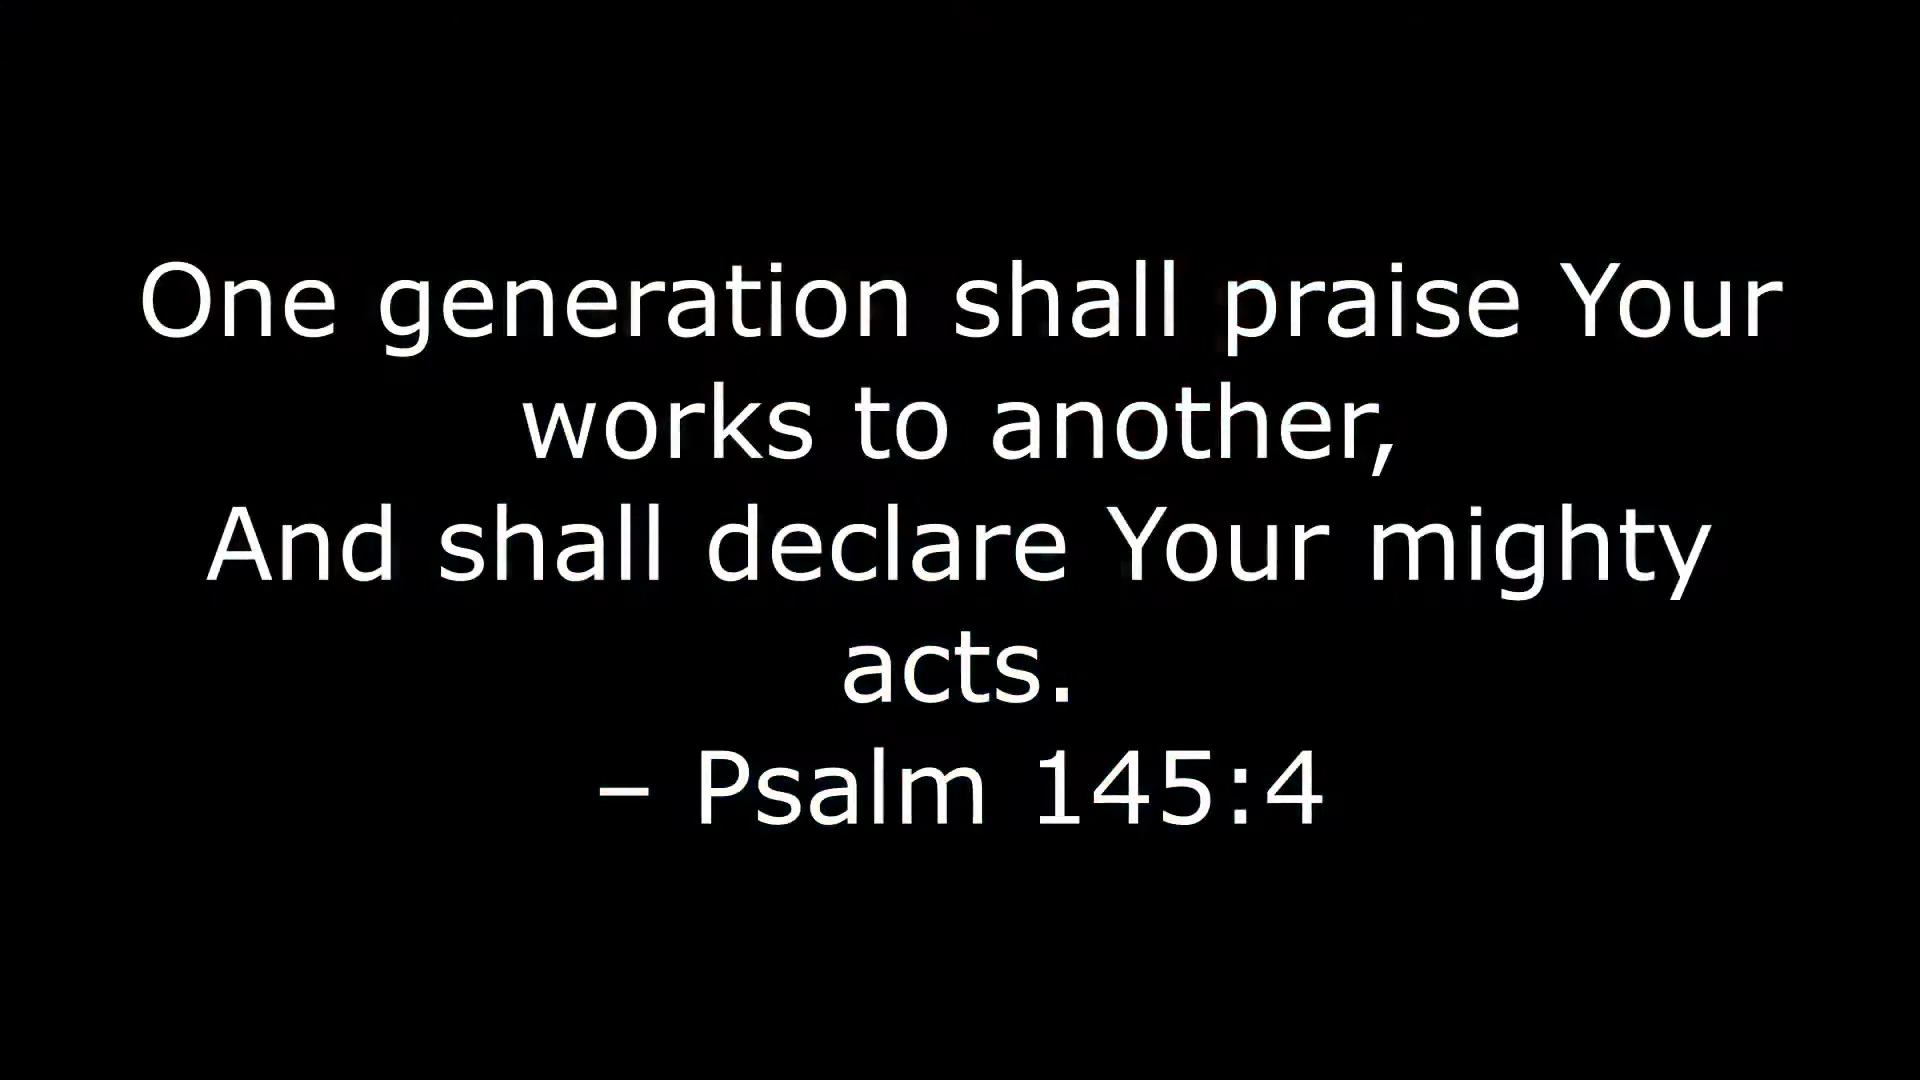 One generation shall praise Your
works to another,
And shall declare Your mighty
acts.
– Psalm 145:4